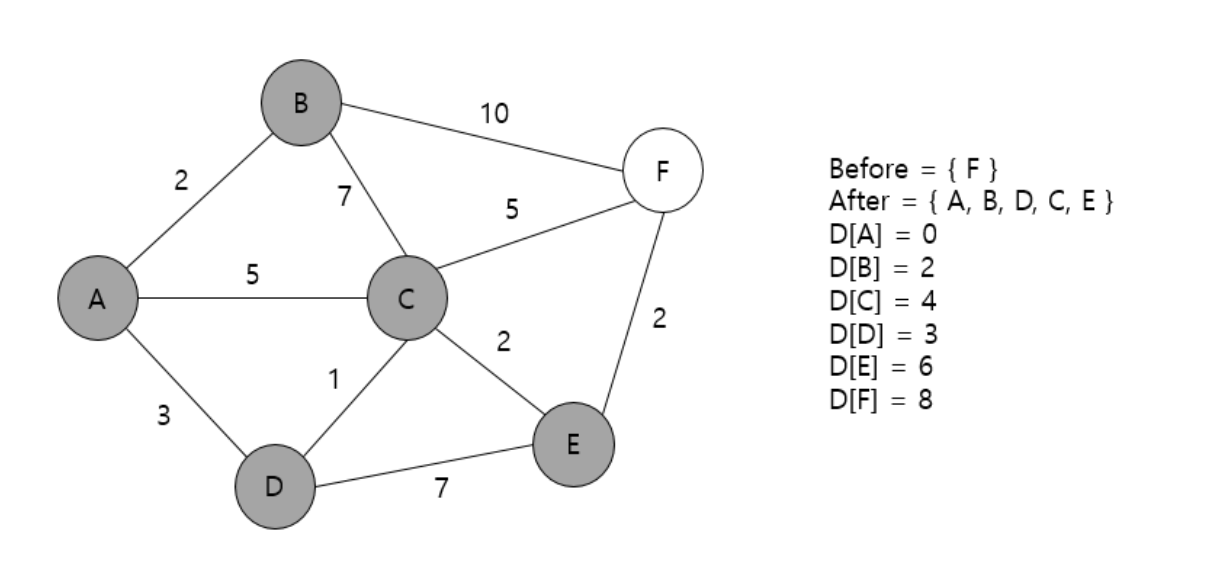 B
10
F
2
7
5
5
A
C
2
2
1
3
E
D
7
Before = { F }
After = { A, B, D, C, E }
D[A] = 0
D[B] = 2
D[C] = 4
D[D] = 3
D[E] = 6
D[F] = 8